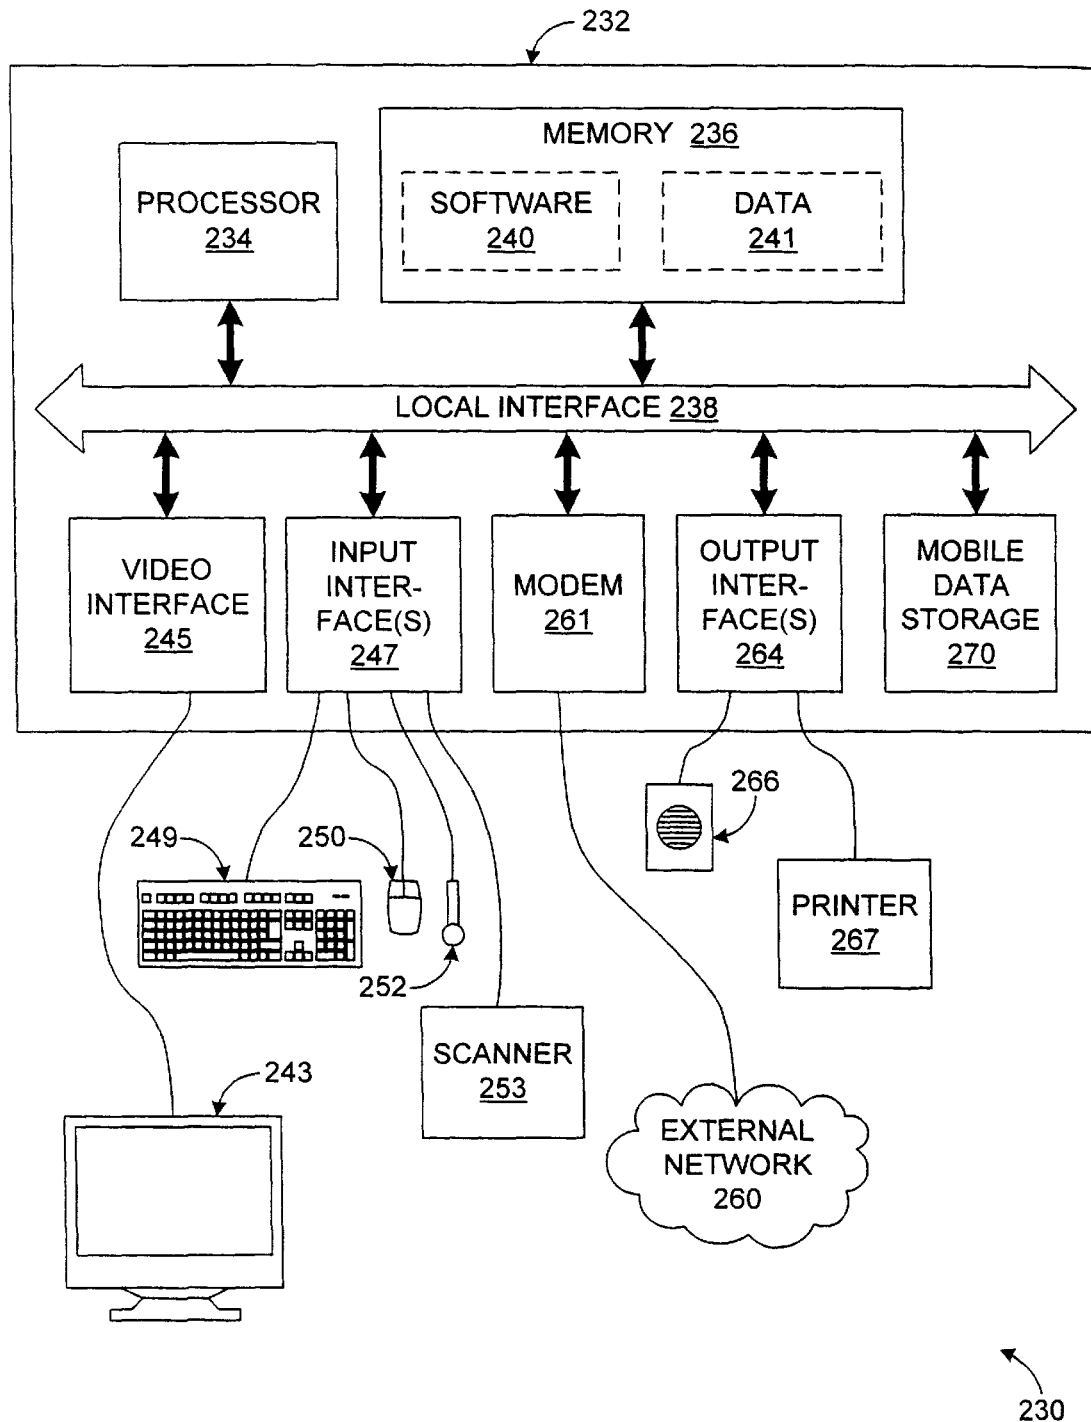 232
MEMORY 236
PROCESSOR
234
SOFTWARE
240
DATA
241
LOCAL INTERFACE 238
VIDEO
INTERFACE
245
INPUT
INTER-
FACE(S)
247
MODEM
261
OUTPUT
INTER-
FACE(S)
264
MOBILE
DATA
STORAGE
270
266
249
250
PRINTER
267
252
SCANNER
253
243
EXTERNAL
NETWORK
260
230